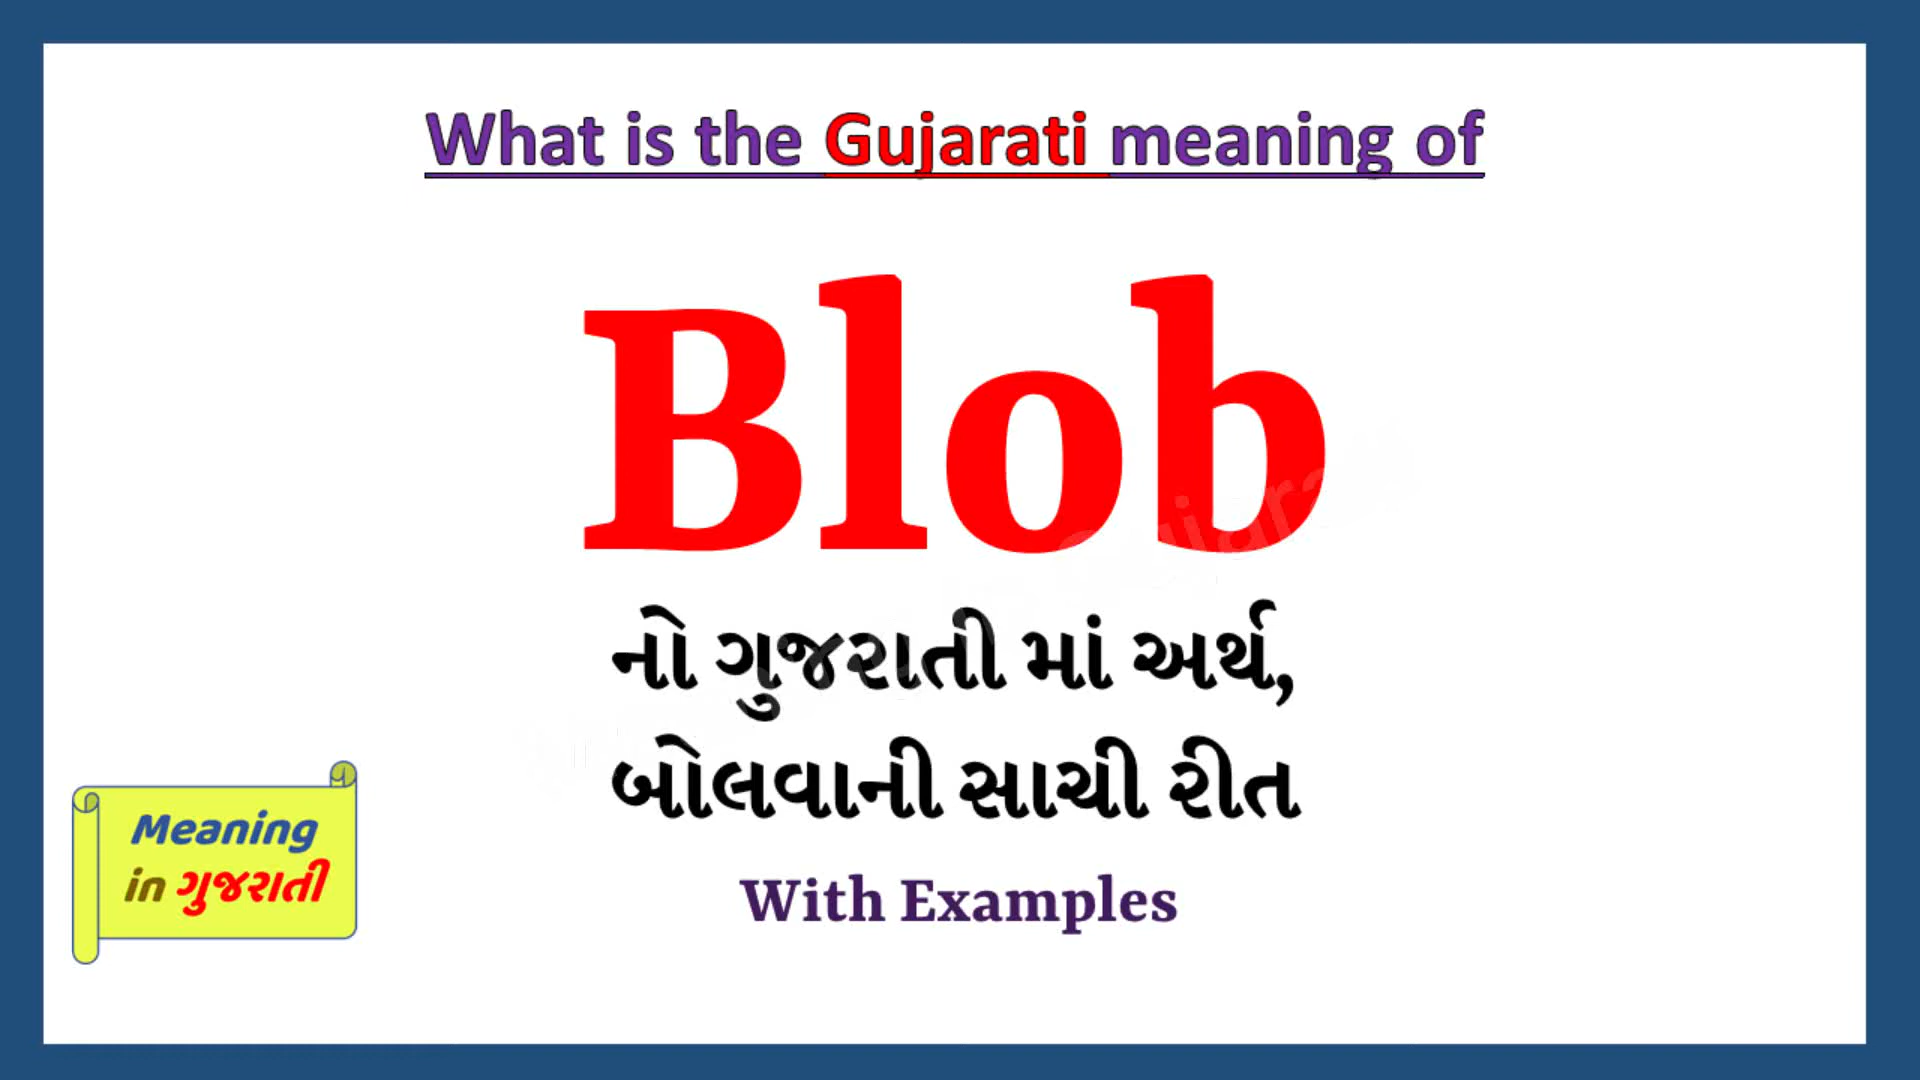 What is the Gujarati meaning of
Blob
નો ગુજરાતી માં અર્થ,
બોલવાની સાચી રીત
With Examples
Meaning
in ગુજરાતી